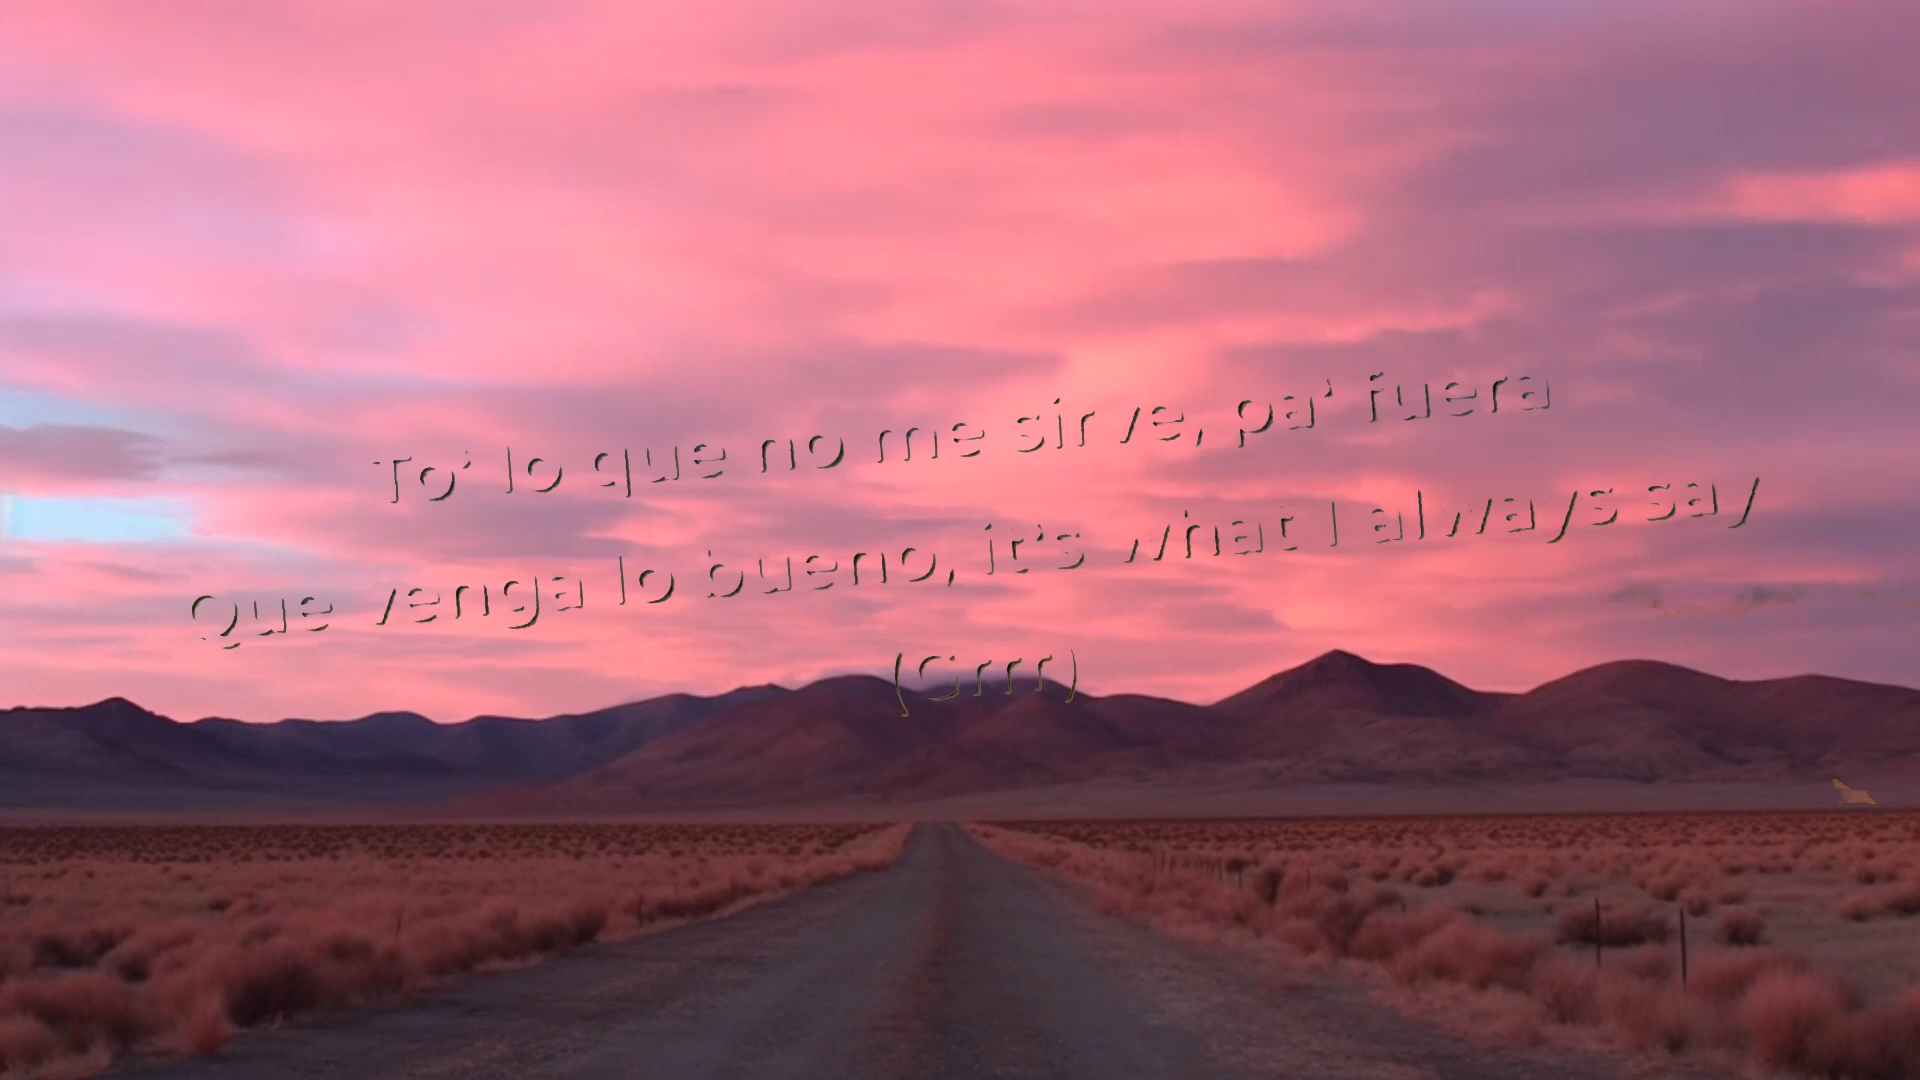 To' lo que no me sirve, pa' fuera
Que venga lo bueno, it's what I always say
(Grrr)